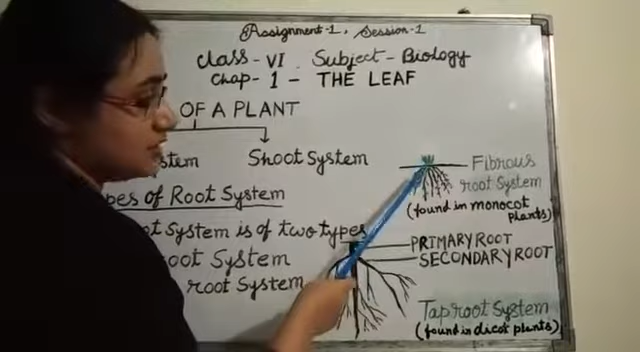 Assignment-1, Session-1
Class-VI Subject-Biology
Chap-1- THE LEAF
OF A PLANT
stem Shoot System
pes of Root System
ot System is of two types
oot System
root System
Fibrous
root System
(found in monocot
plants)
PRIMARY ROOT
SECONDARY ROOT
Taproot System
(found in dicot plants)